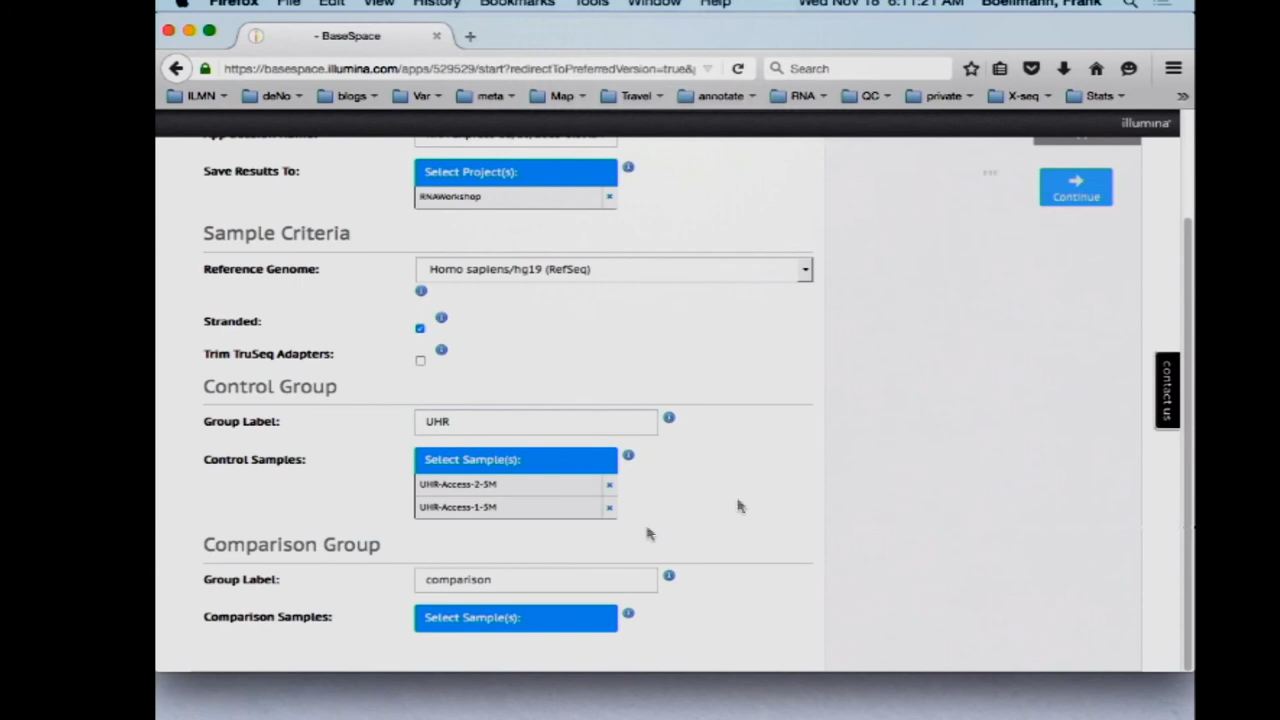 Firefox File Edit View History Bookmarks Tools Window Help Wed Nov 18 6:11:21 AM Boellmann, Frank
- BaseSpace
https://basespace.illumina.com/apps/529529/start?redirectToPreferredVersion=true& Search
ILMN deNo blogs Var meta Map Travel annotate RNA QC private X-seq Stats
illumina
Save Results To: Select Project(s):
RNAWorkshop
Continue
Sample Criteria
Reference Genome: Homo sapiens/hg19 (RefSeq)
Stranded:
Trim TruSeq Adapters:
Control Group
contact us
Group Label: UHR
Control Samples: Select Sample(s):
UHR-Access-2-5M
UHR-Access-1-5M
Comparison Group
Group Label: comparison
Comparison Samples: Select Sample(s):